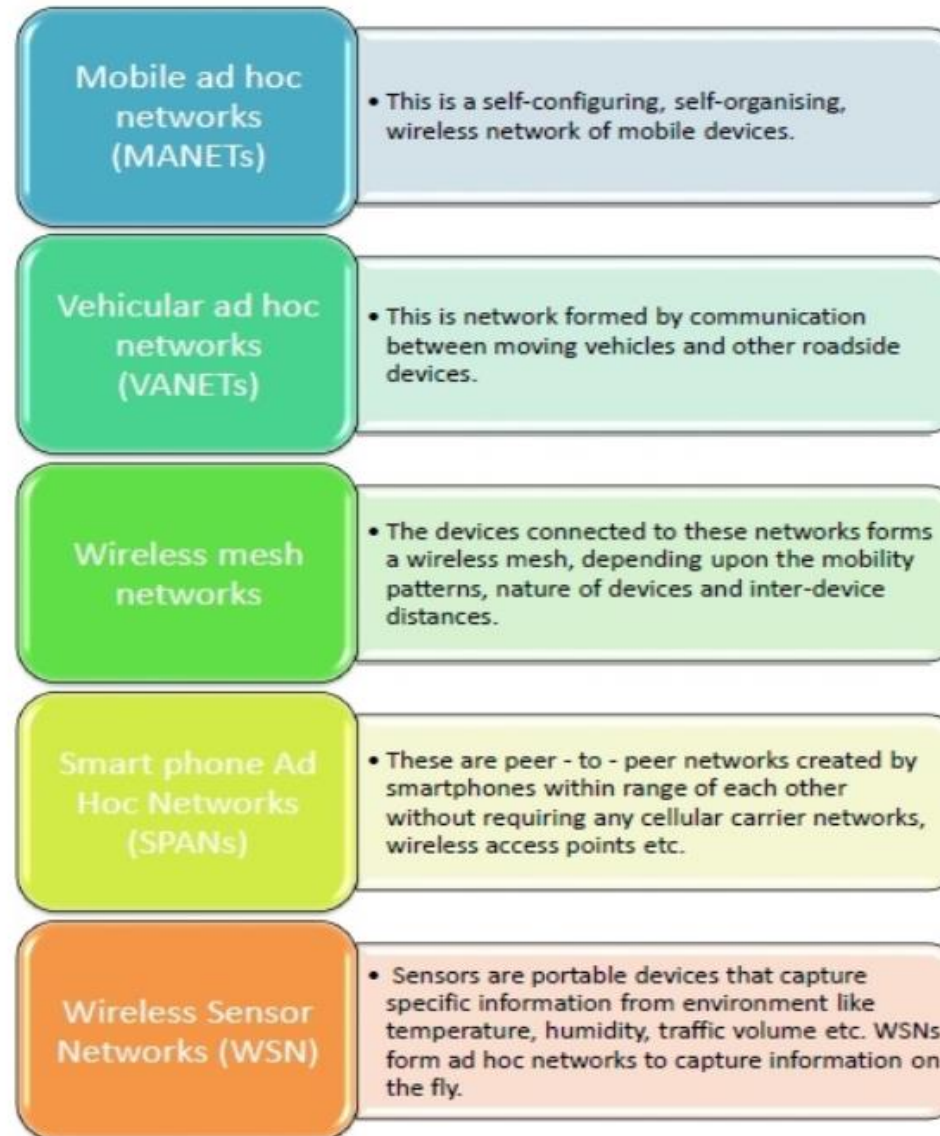 Mobile ad hoc
networks
(MANETs)
• This is a self-configuring, self-organising,
wireless network of mobile devices.
Vehicular ad hoc
networks
(VANETs)
• This is network formed by communication
between moving vehicles and other roadside
devices.
Wireless mesh
networks
• The devices connected to these networks forms
a wireless mesh, depending upon the mobility
patterns, nature of devices and inter-device
distances.
Smart phone Ad
Hoc Networks
(SPANs)
• These are peer - to - peer networks created by
smartphones within range of each other
without requiring any cellular carrier networks,
wireless access points etc.
Wireless Sensor
Networks (WSN)
• Sensors are portable devices that capture
specific information from environment like
temperature, humidity, traffic volume etc. WSNs
form ad hoc networks to capture information on
the fly.